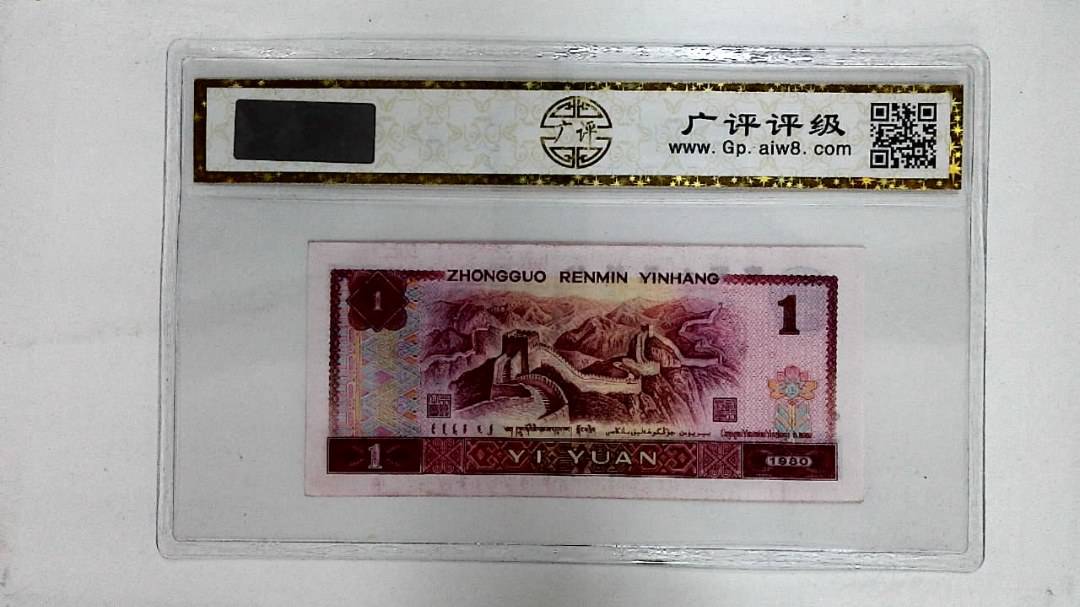 广评
广评评级
www.Gp.aiw8.com
ZHONGGUO RENMIN YINHANG
1
1
1
YI YUAN
1980